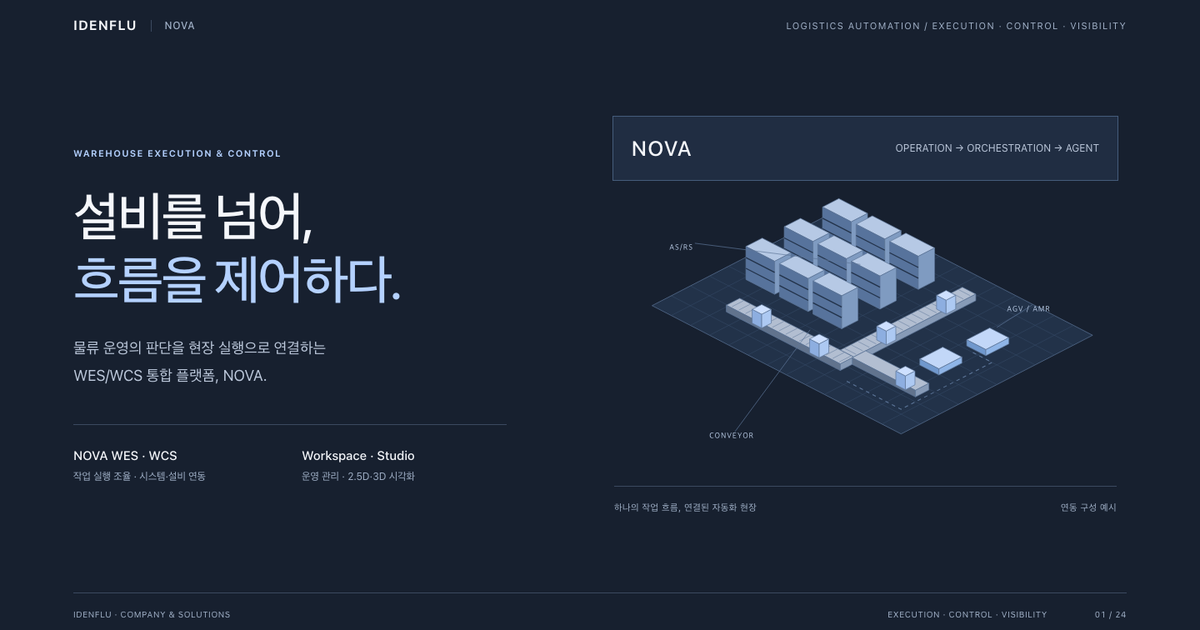 IDENFLU | NOVA
LOGISTICS AUTOMATION / EXECUTION · CONTROL · VISIBILITY
WAREHOUSE EXECUTION & CONTROL
설비를 넘어,
흐름을 제어하다.
물류 운영의 판단을 현장 실행으로 연결하는
WES/WCS 통합 플랫폼, NOVA.
NOVA WES · WCS
작업 실행 조율 · 시스템·설비 연동
Workspace · Studio
운영 관리 · 2.5D·3D 시각화
NOVA
OPERATION → ORCHESTRATION → AGENT
AS/RS
AGV / AMR
CONVEYOR
하나의 작업 흐름, 연결된 자동화 현장
연동 구성 예시
IDENFLU · COMPANY & SOLUTIONS
EXECUTION · CONTROL · VISIBILITY
01 / 24